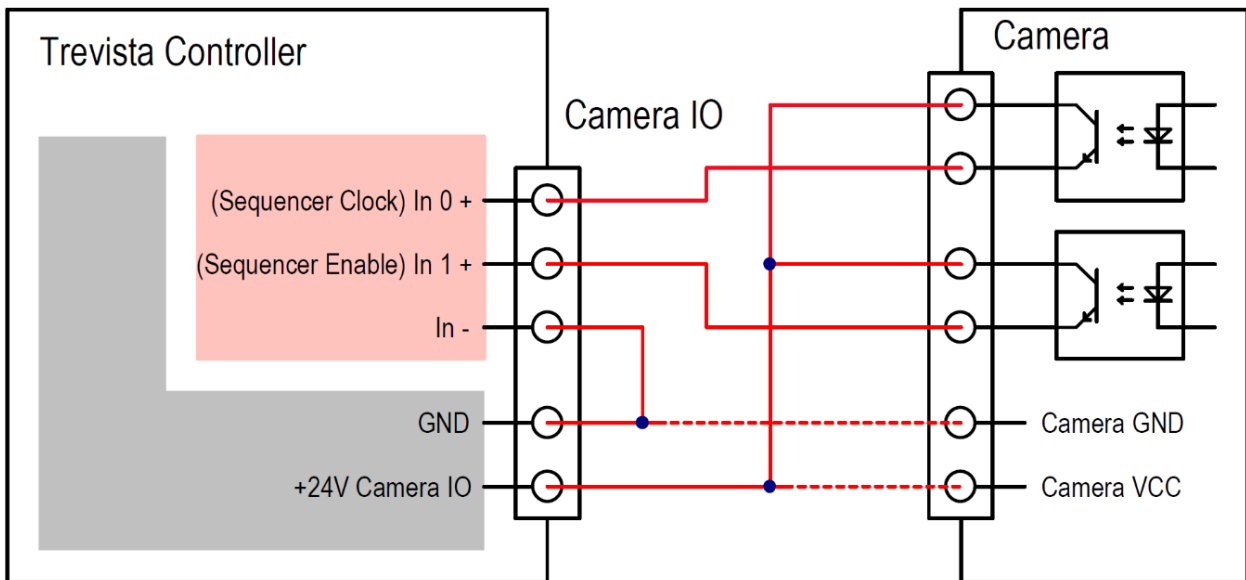 Trevista Controller
Camera
Camera IO
(Sequencer Clock) In 0 +
(Sequencer Enable) In 1 +
In -
GND
+24V Camera IO
Camera GND
Camera VCC